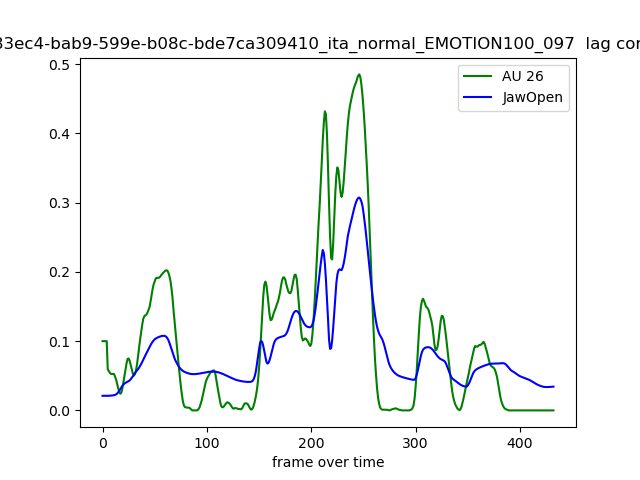 33ec4-bab9-599e-b08c-bde7ca309410_ita_normal_EMOTION100_097  lag cor
0.5
AU 26
JawOpen
0.4
0.3
0.2
0.1
0.0
0 100 200 300 400
frame over time